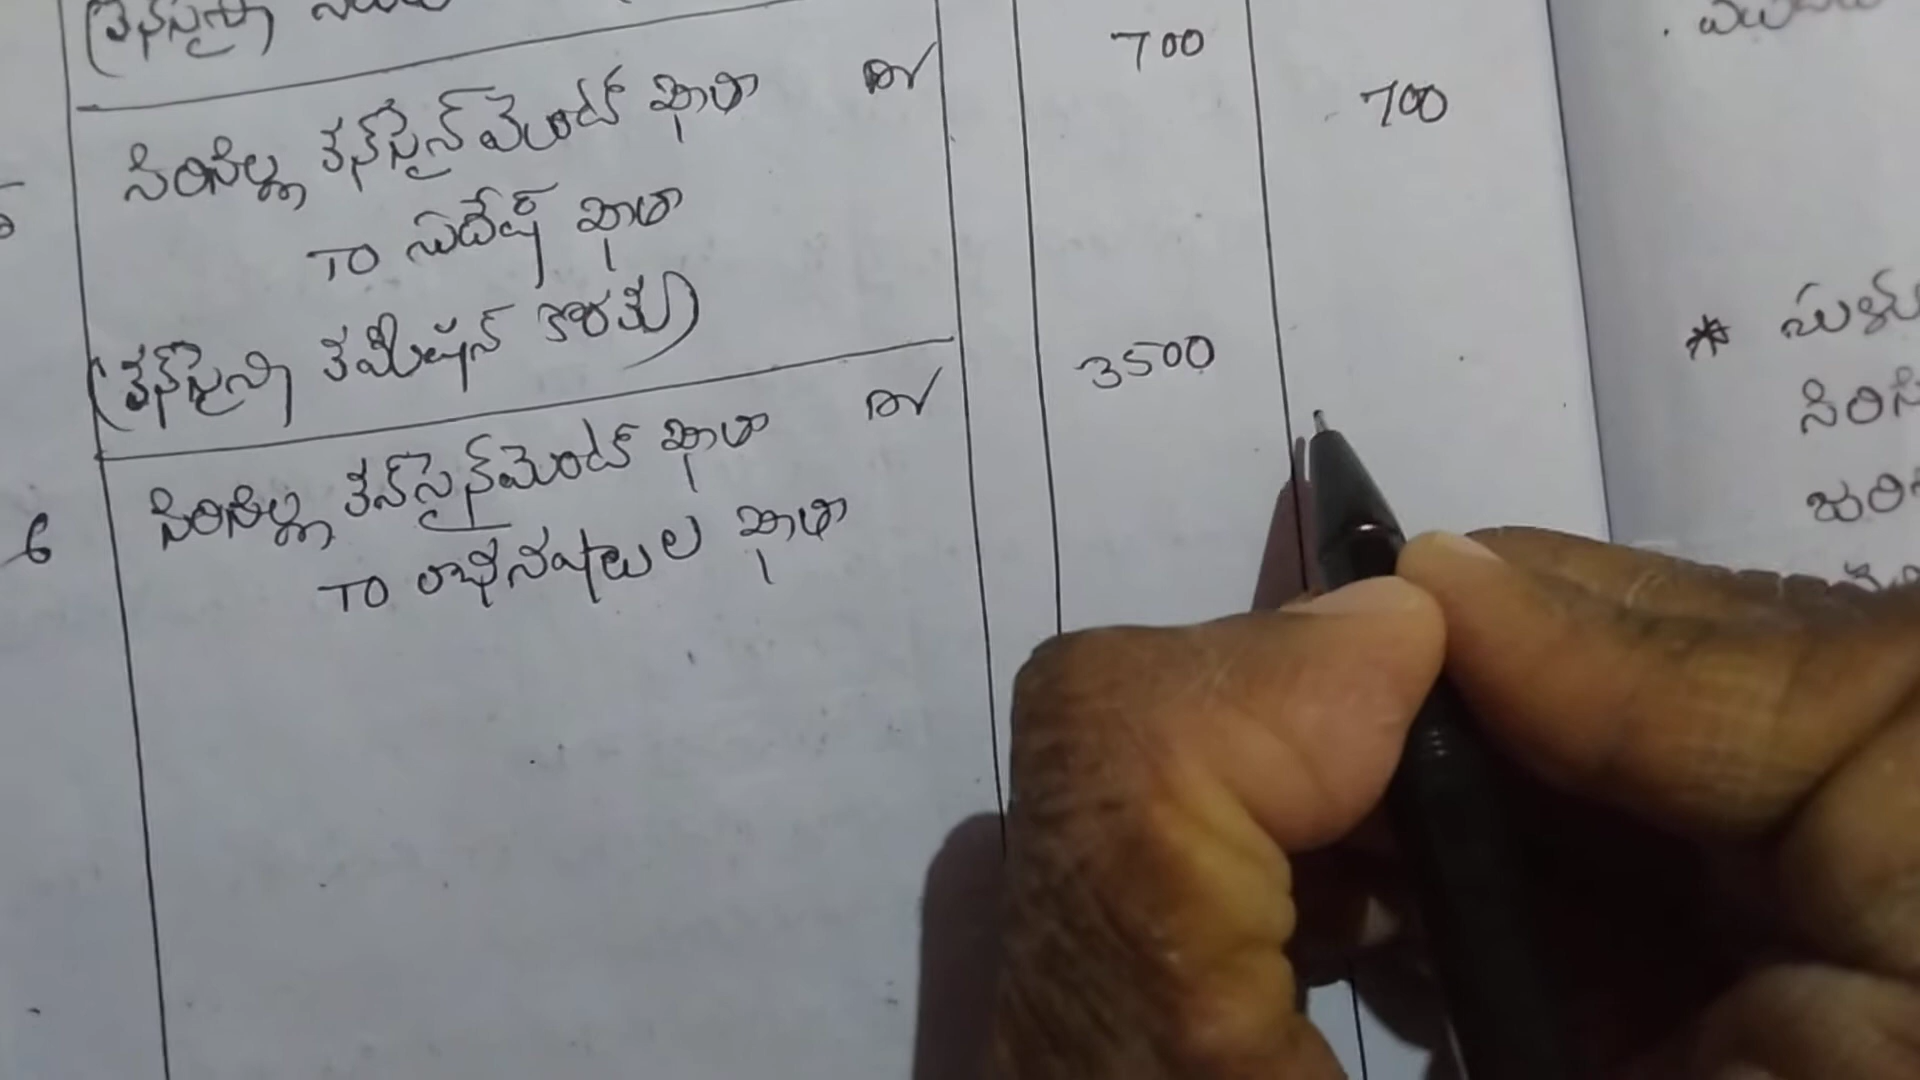 సిరిసిల్ల కన్‌సైన్‌మెంట్ ఖాతా Dr 700
TO సుదేష్ ఖాతా 700
(కన్‌సైనీ కమీషన్ కొరకు)
6 సిరిసిల్ల కన్‌సైన్‌మెంట్ ఖాతా Dr 3500
TO లాభనష్టాల ఖాతా
*